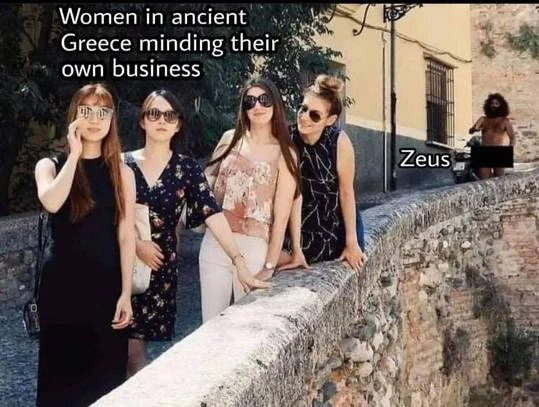 Women in ancient
Greece minding their
own business
Zeus